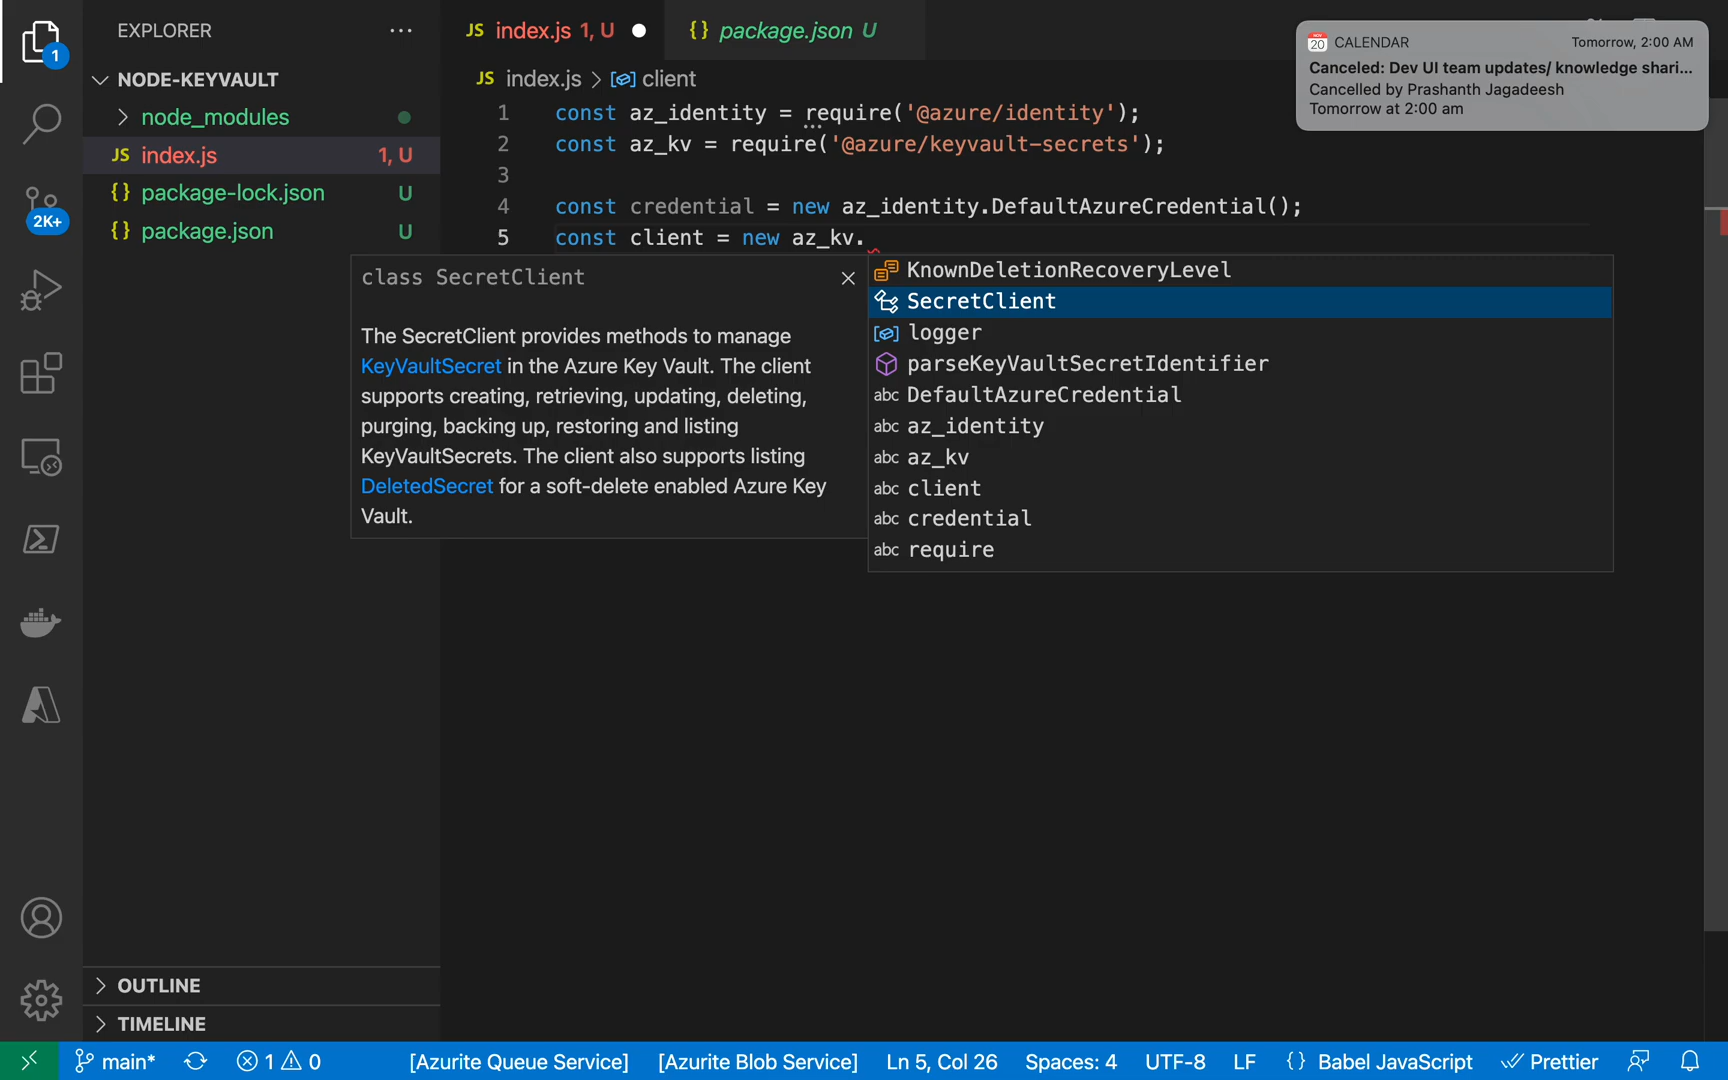 EXPLORER
NODE-KEYVAULT
node_modules
JS index.js 1, U
{} package-lock.json U
{} package.json U
OUTLINE
TIMELINE
1
2K+
JS index.js 1, U
{} package.json U
JS index.js > client
1 const az_identity = require('@azure/identity');
2 const az_kv = require('@azure/keyvault-secrets');
3
4 const credential = new az_identity.DefaultAzureCredential();
5 const client = new az_kv.
class SecretClient
The SecretClient provides methods to manage
KeyVaultSecret in the Azure Key Vault. The client
supports creating, retrieving, updating, deleting,
purging, backing up, restoring and listing
KeyVaultSecrets. The client also supports listing
DeletedSecret for a soft-delete enabled Azure Key
Vault.
KnownDeletionRecoveryLevel
SecretClient
logger
parseKeyVaultSecretIdentifier
abc DefaultAzureCredential
abc az_identity
abc az_kv
abc client
abc credential
abc require
NOV
20 CALENDAR Tomorrow, 2:00 AM
Canceled: Dev UI team updates/ knowledge shari...
Cancelled by Prashanth Jagadeesh
Tomorrow at 2:00 am
main* 1 0 [Azurite Queue Service] [Azurite Blob Service] Ln 5, Col 26 Spaces: 4 UTF-8 LF {} Babel JavaScript Prettier